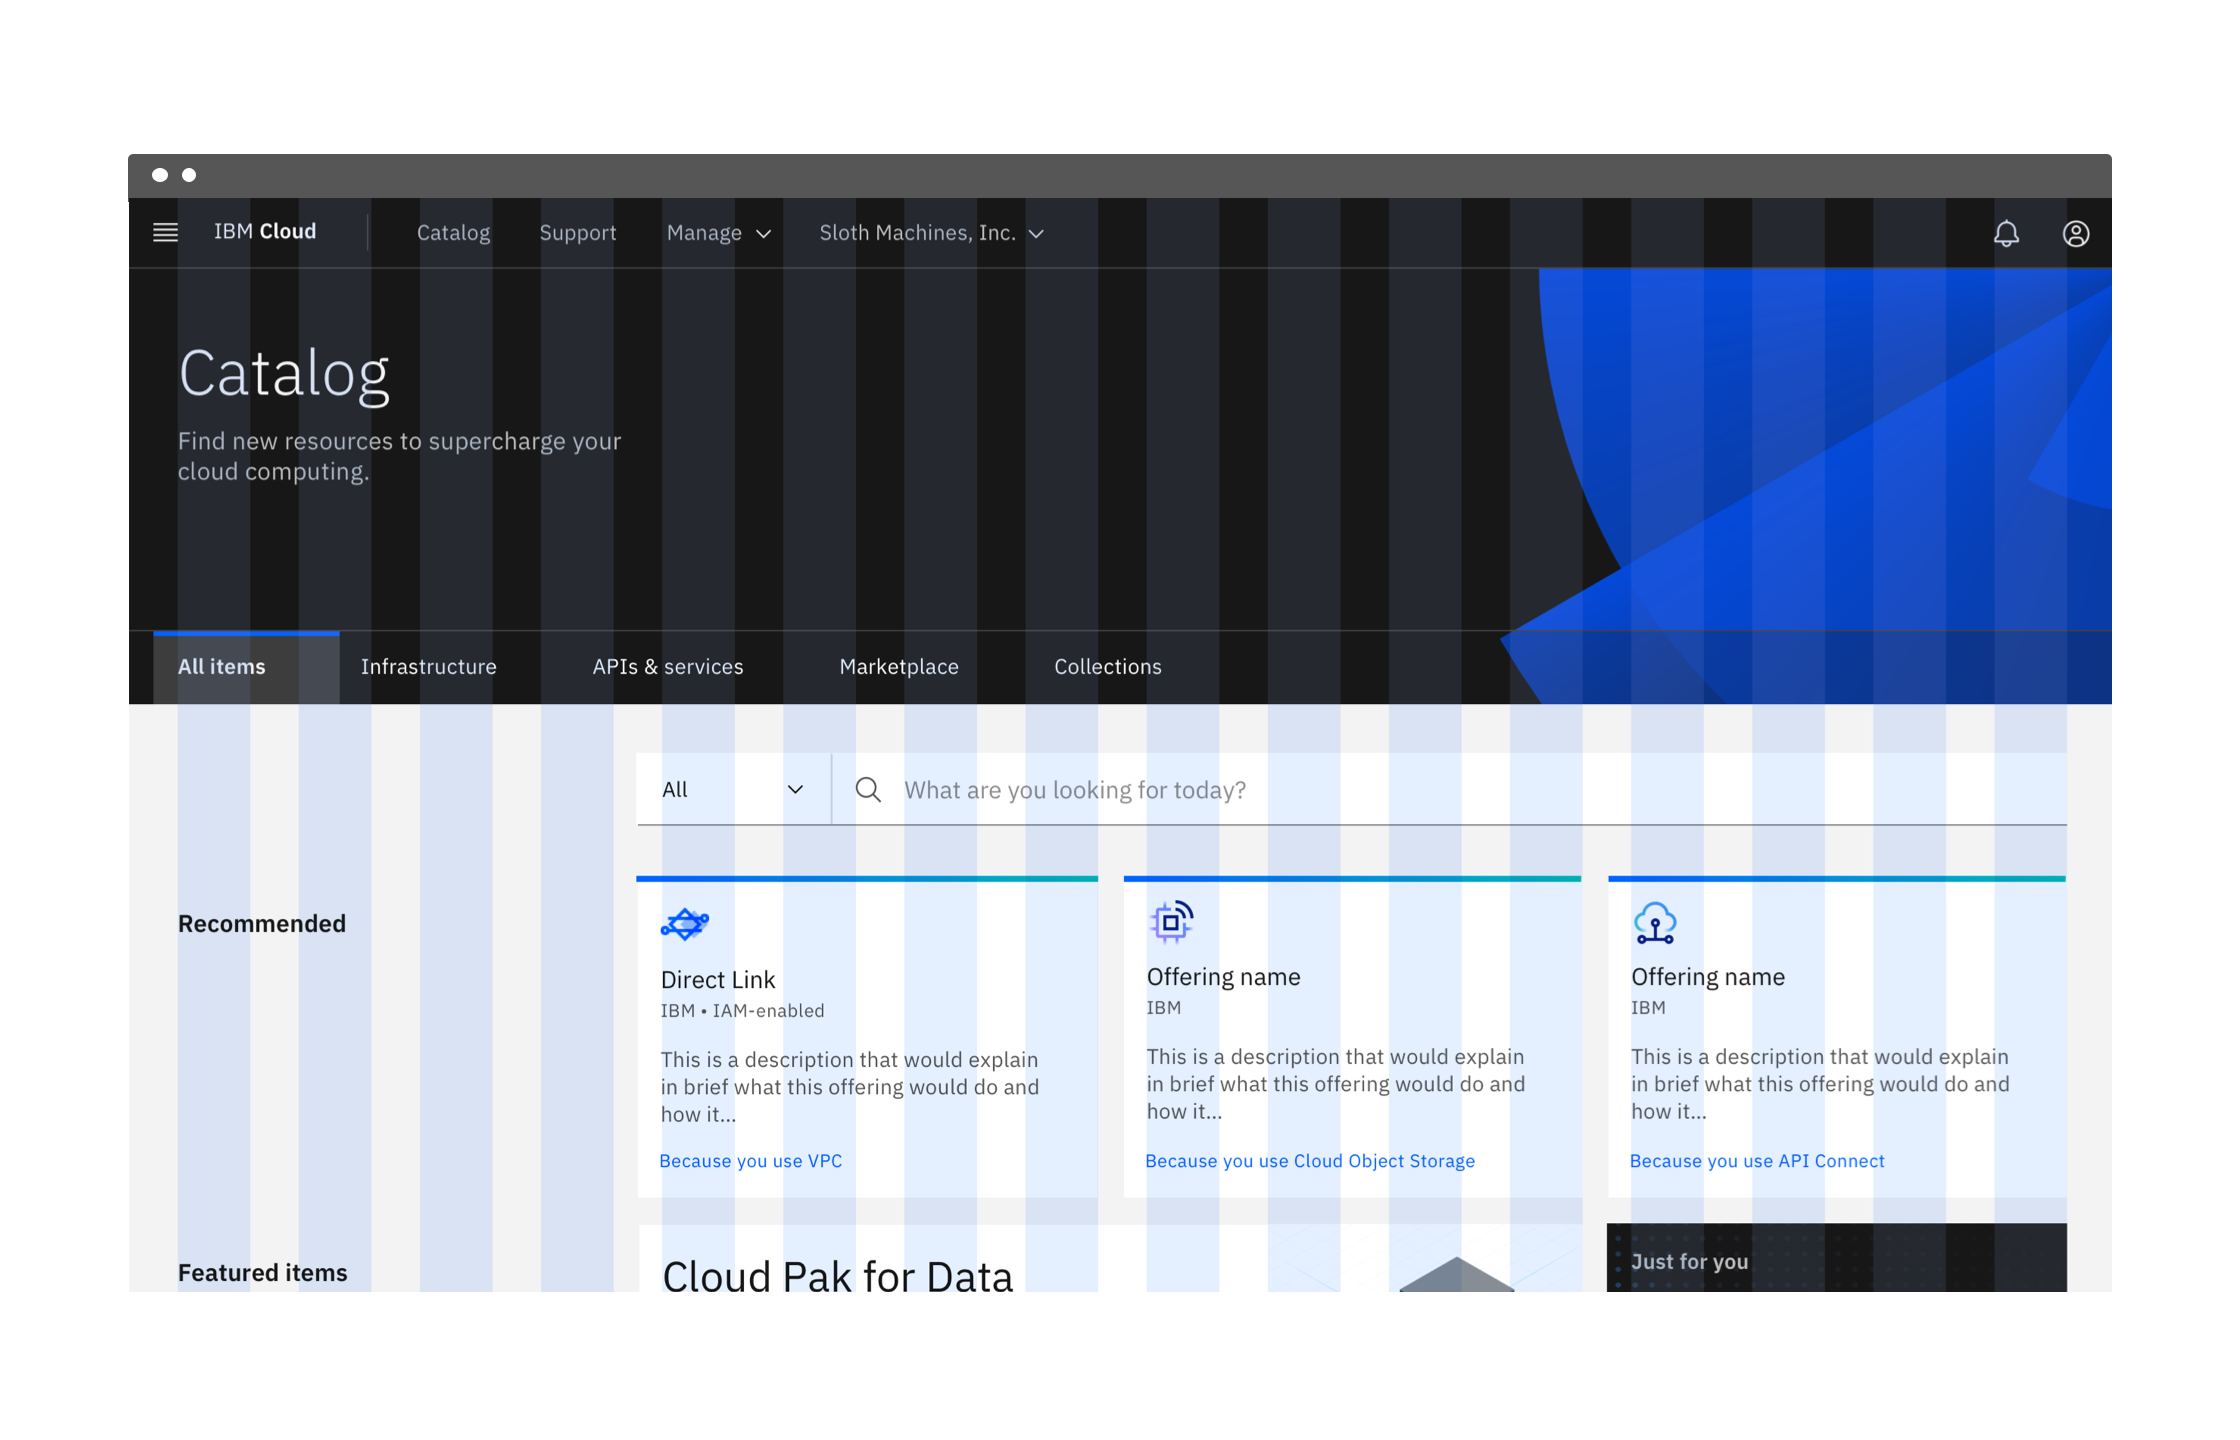 IBM Cloud
Catalog
Support
Manage
Sloth Machines, Inc.
Catalog
Find new resources to supercharge your
cloud computing.
All items
Infrastructure
APIs & services
Marketplace
Collections
All
What are you looking for today?
Recommended
Direct Link
IBM • IAM-enabled
This is a description that would explain
in brief what this offering would do and
how it...
Because you use VPC
Offering name
IBM
This is a description that would explain
in brief what this offering would do and
how it...
Because you use Cloud Object Storage
Offering name
IBM
This is a description that would explain
in brief what this offering would do and
how it...
Because you use API Connect
Featured items
Cloud Pak for Data
Just for you